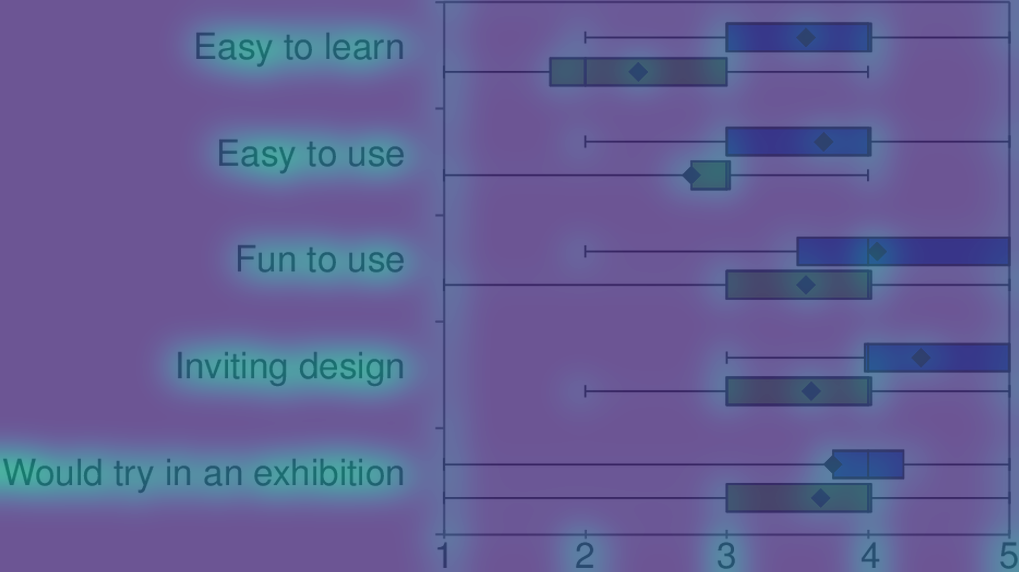 Easy to learn
Easy to use
Fun to use
Inviting design
Would try in an exhibition
1 2 3 4 5